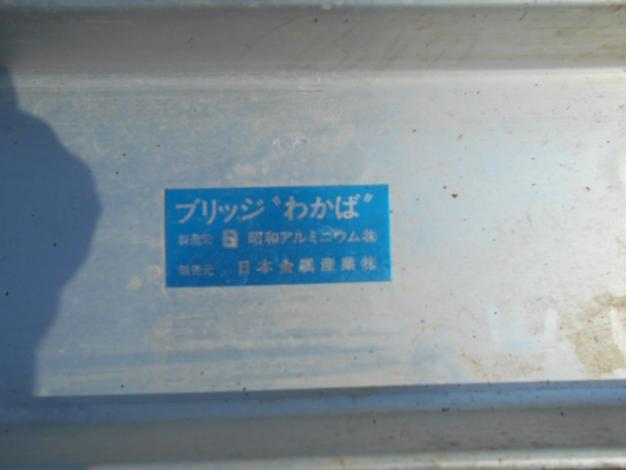 ブリッジ〝わかば〞
製造元 昭和アルミニウム㈱
販売元 日本金属産業㈱